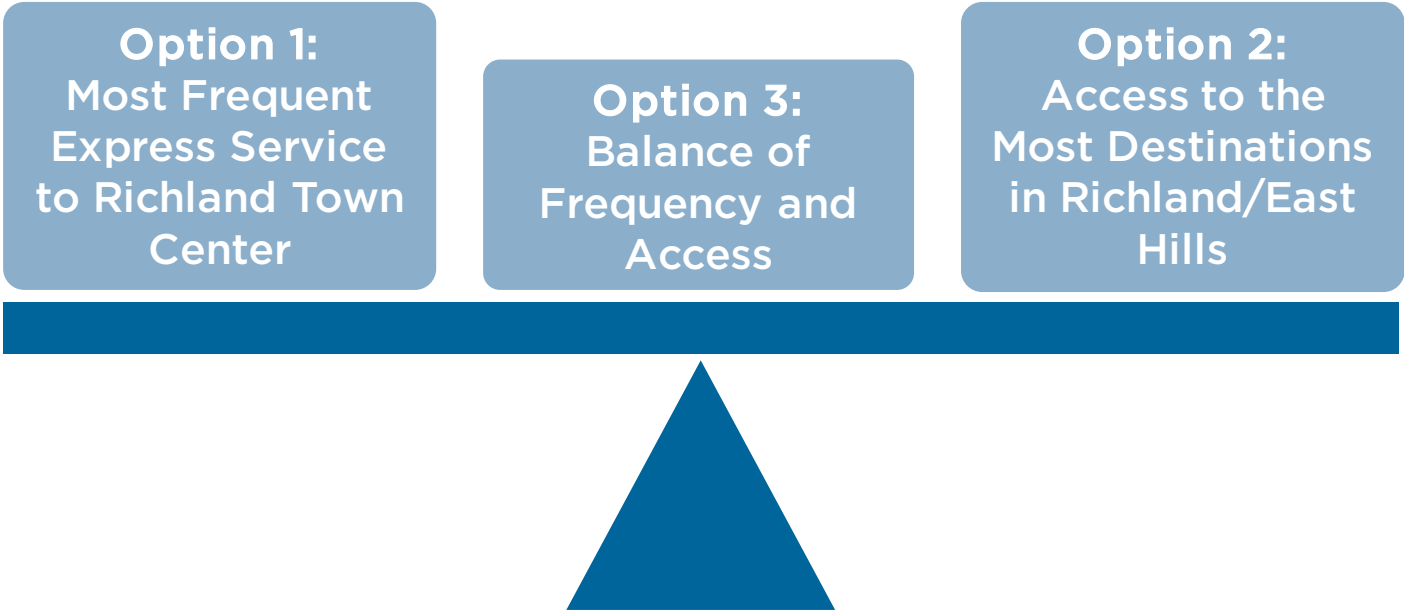 Option 1:
Most Frequent
Express Service
to Richland Town
Center
Option 3:
Balance of
Frequency and
Access
Option 2:
Access to the
Most Destinations
in Richland/East
Hills